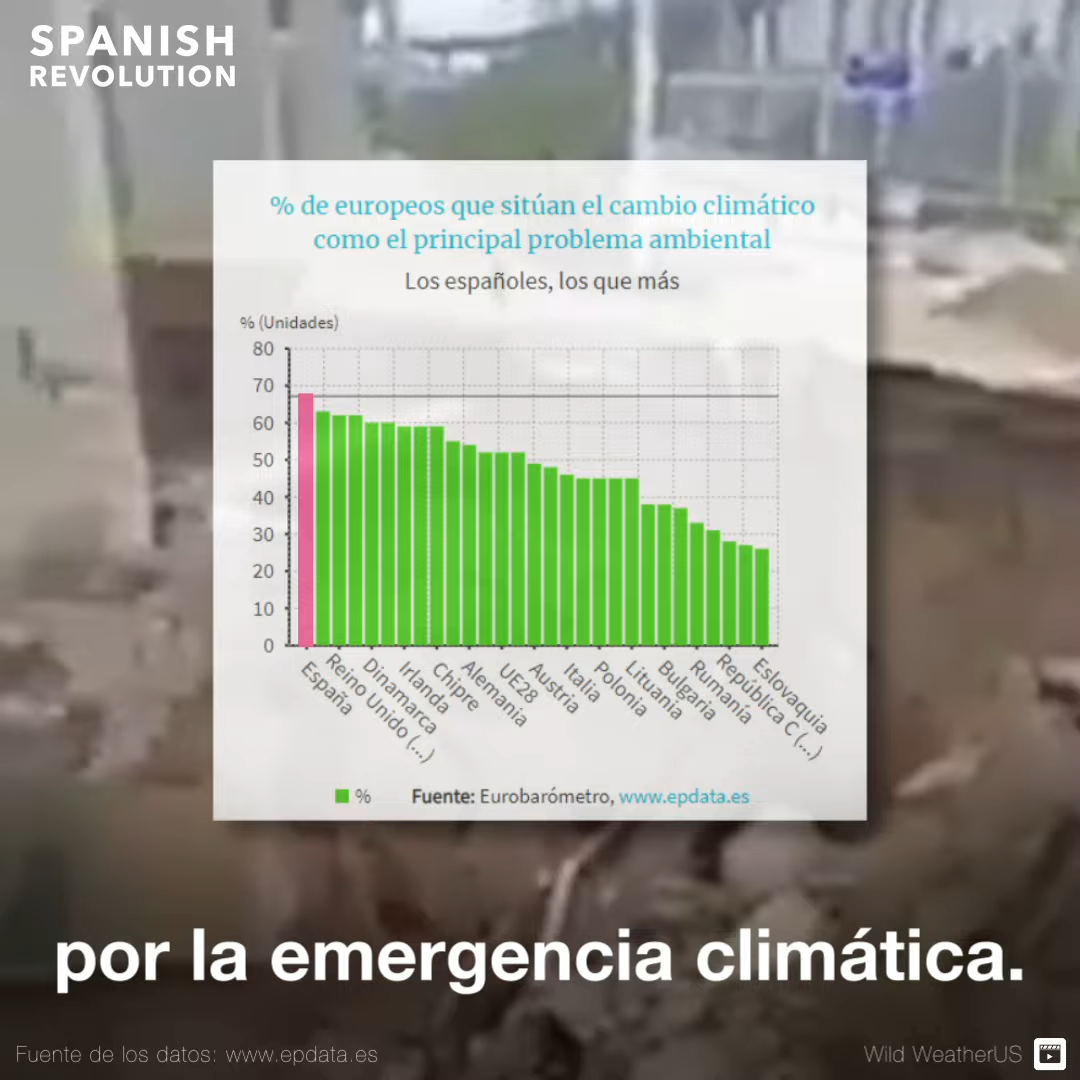 SPANISH
REVOLUTION
% de europeos que sitúan el cambio climático
como el principal problema ambiental
Los españoles, los que más
% (Unidades)
80
70
60
50
40
30
20
10
0
España
Reino Unido (...)
Dinamarca
Irlanda
Chipre
Alemania
UE28
Austria
Italia
Polonia
Lituania
Bulgaria
Rumanía
República C (...)
Eslovaquia
%
Fuente: Eurobarómetro, www.epdata.es
por la emergencia climática.
Fuente de los datos: www.epdata.es
Wild WeatherUS